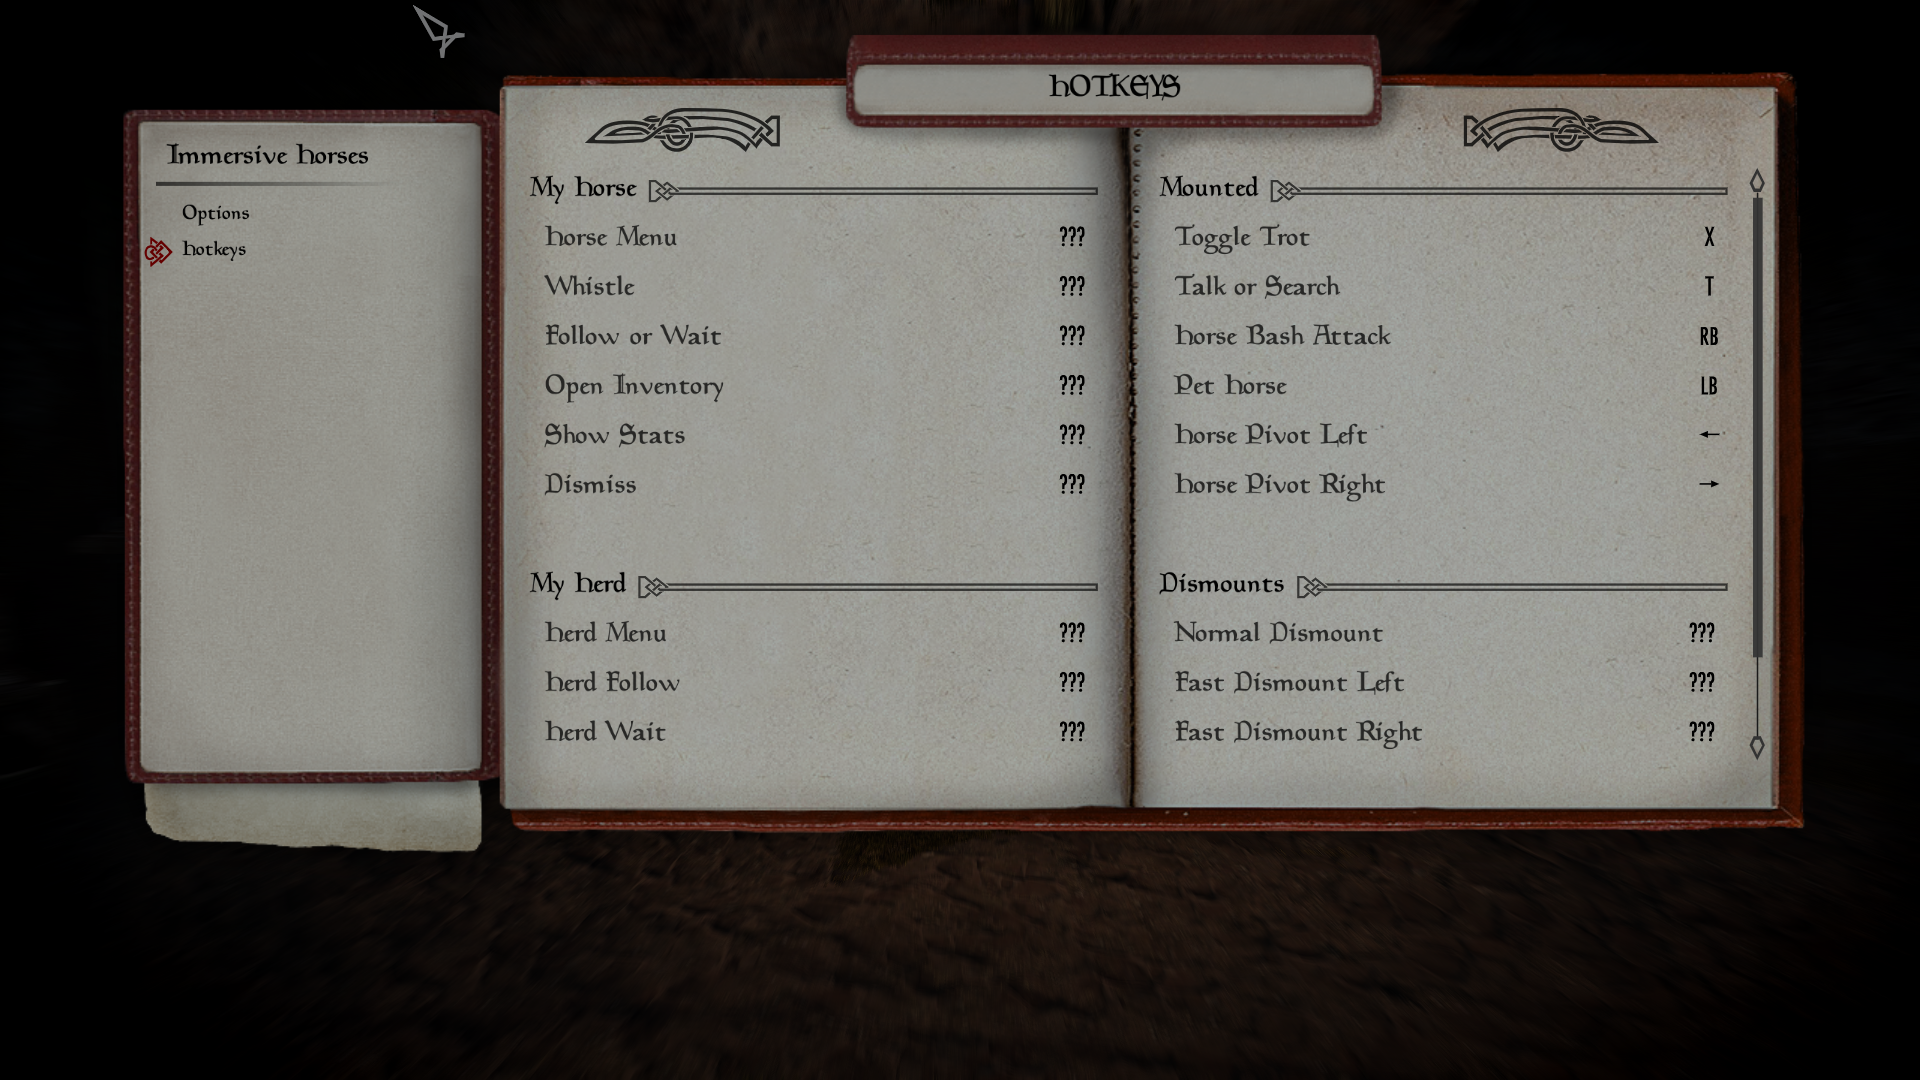 HOTKEYS
Immersive Horses
Options
Hotkeys
My Horse
Horse Menu ???
Whistle ???
Follow or Wait ???
Open Inventory ???
Show Stats ???
Dismiss ???
My Herd
Herd Menu ???
Herd Follow ???
Herd Wait ???
Mounted
Toggle Trot X
Talk or Search T
Horse Bash Attack RB
Pet Horse LB
Horse Pivot Left ←
Horse Pivot Right →
Dismounts
Normal Dismount ???
Fast Dismount Left ???
Fast Dismount Right ???